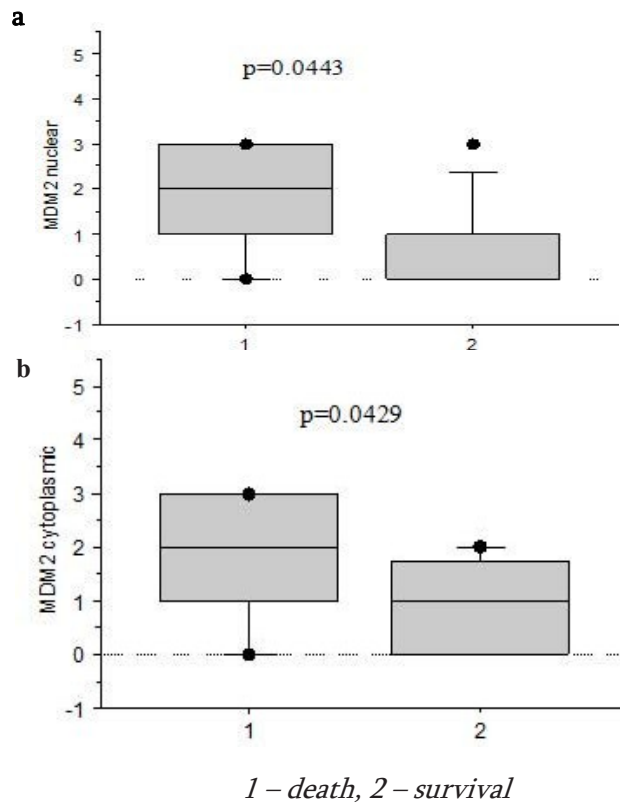 a
p=0.0443
MDM2 nuclear
5
4
3
2
1
0
-1
1 2
b
p=0.0429
MDM2 cytoplasmic
5
4
3
2
1
0
-1
1 2
1 – death, 2 – survival